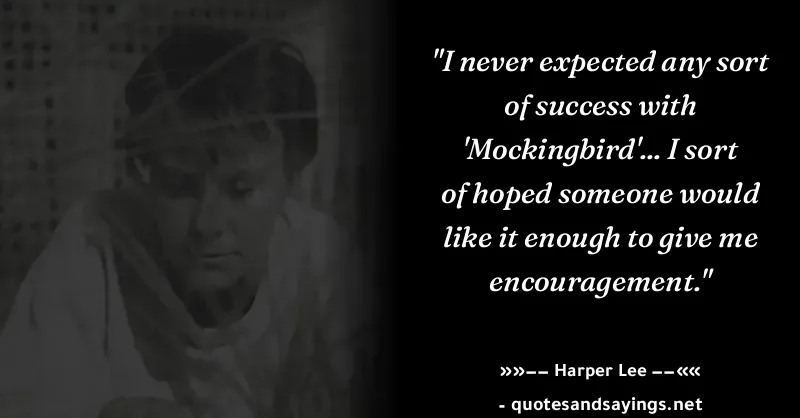 "I never expected any sort
of success with
'Mockingbird'... I sort
of hoped someone would
like it enough to give me
encouragement."
»»–– Harper Lee ––««
- quotesandsayings.net